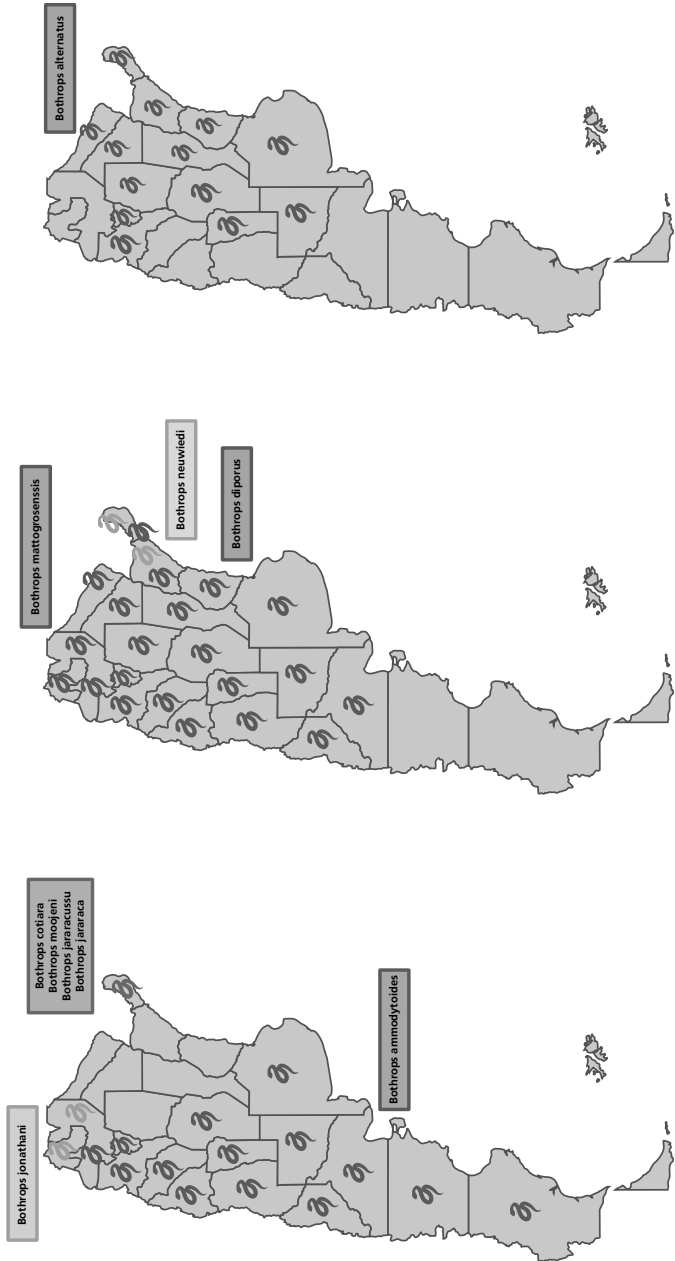 Bothrops jonathani
Bothrops cotiara
Bothrops moojeni
Bothrops jararacussu
Bothrops jararaca
Bothrops ammodytoides
Bothrops mattogrosenssis
Bothrops neuwiedi
Bothrops diporus
Bothrops alternatus